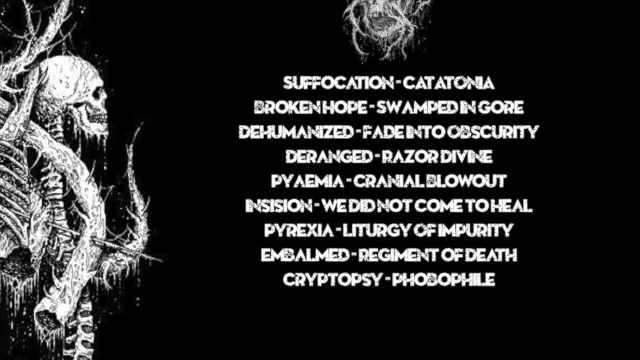 SUFFOCATION - CATATONIA
BROKEN HOPE - SWAMPED IN GORE
DEHUMANIZED - FADE INTO OBSCURITY
DERANGED - RAZOR DIVINE
PYAEMIA - CRANIAL BLOWOUT
INSISION - WE DID NOT COME TO HEAL
PYREXIA - LITURGY OF IMPURITY
EMBALMED - REGIMENT OF DEATH
CRYPTOPSY - PHOBOPHILE